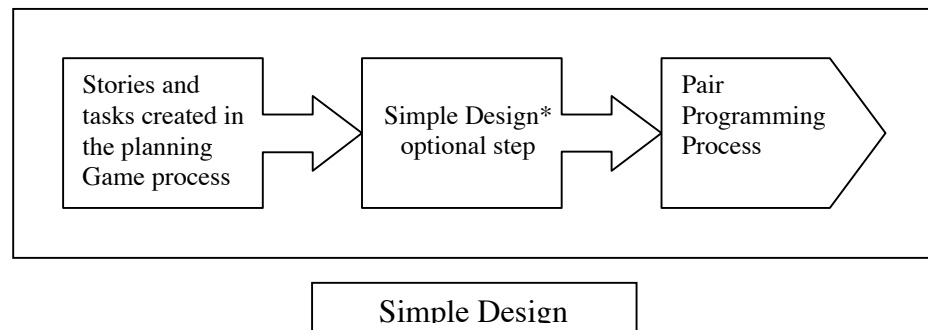 Stories and
tasks created in
the planning
Game process
Simple Design*
optional step
Pair
Programming
Process
Simple Design